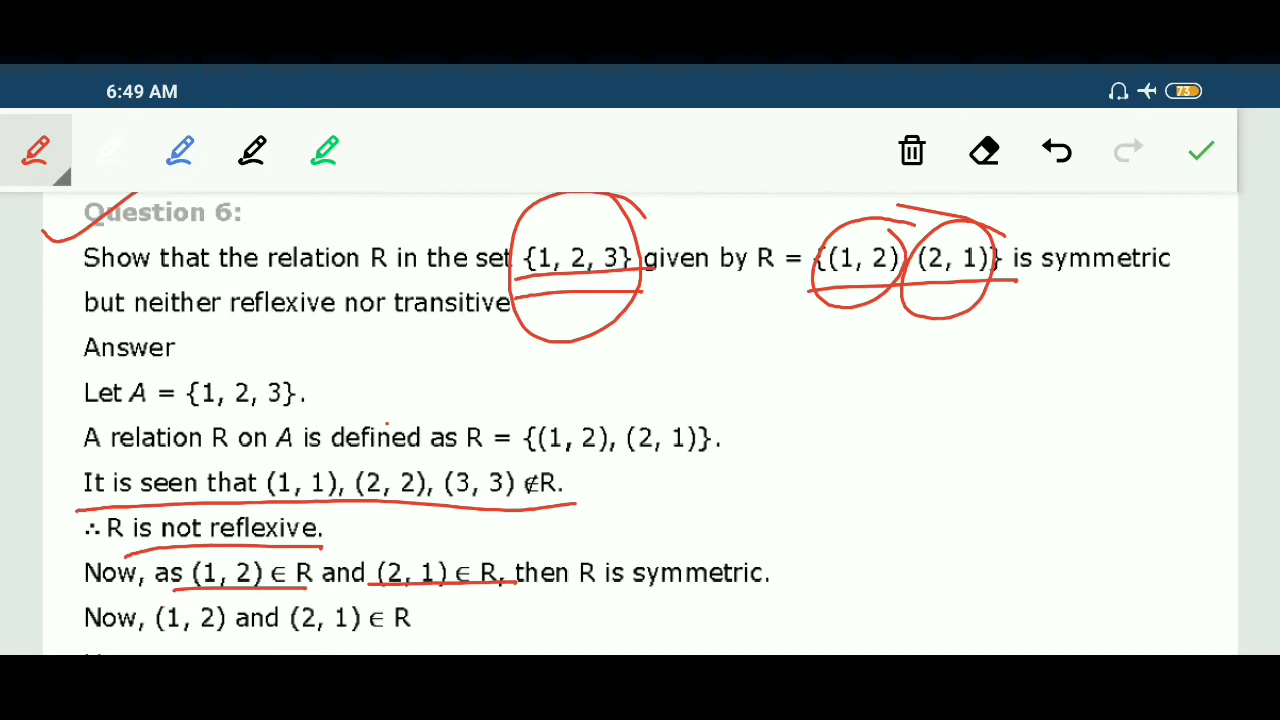 6:49 AM
73
Question 6:
Show that the relation R in the set {1, 2, 3} given by R = {(1, 2), (2, 1)} is symmetric
but neither reflexive nor transitive
Answer
Let A = {1, 2, 3}.
A relation R on A is defined as R = {(1, 2), (2, 1)}.
It is seen that (1, 1), (2, 2), (3, 3) ∉R.
∴ R is not reflexive.
Now, as (1, 2) ∈ R and (2, 1) ∈ R, then R is symmetric.
Now, (1, 2) and (2, 1) ∈ R